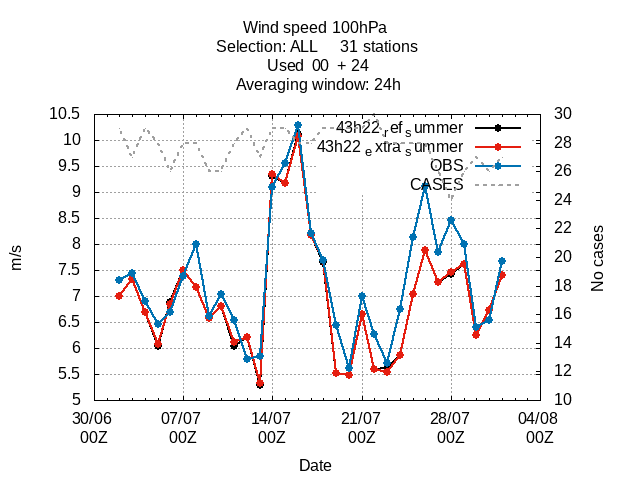 Wind speed 100hPa
Selection: ALL 31 stations
Used 00 + 24
Averaging window: 24h
43h22_ref_summer
43h22_extra_summer
OBS
CASES
10.5
10
9.5
9
8.5
8
7.5
7
6.5
6
5.5
5
30
28
26
24
22
20
18
16
14
12
10
m/s
No cases
30/06 07/07 14/07 21/07 28/07 04/08
00Z 00Z 00Z 00Z 00Z 00Z
Date